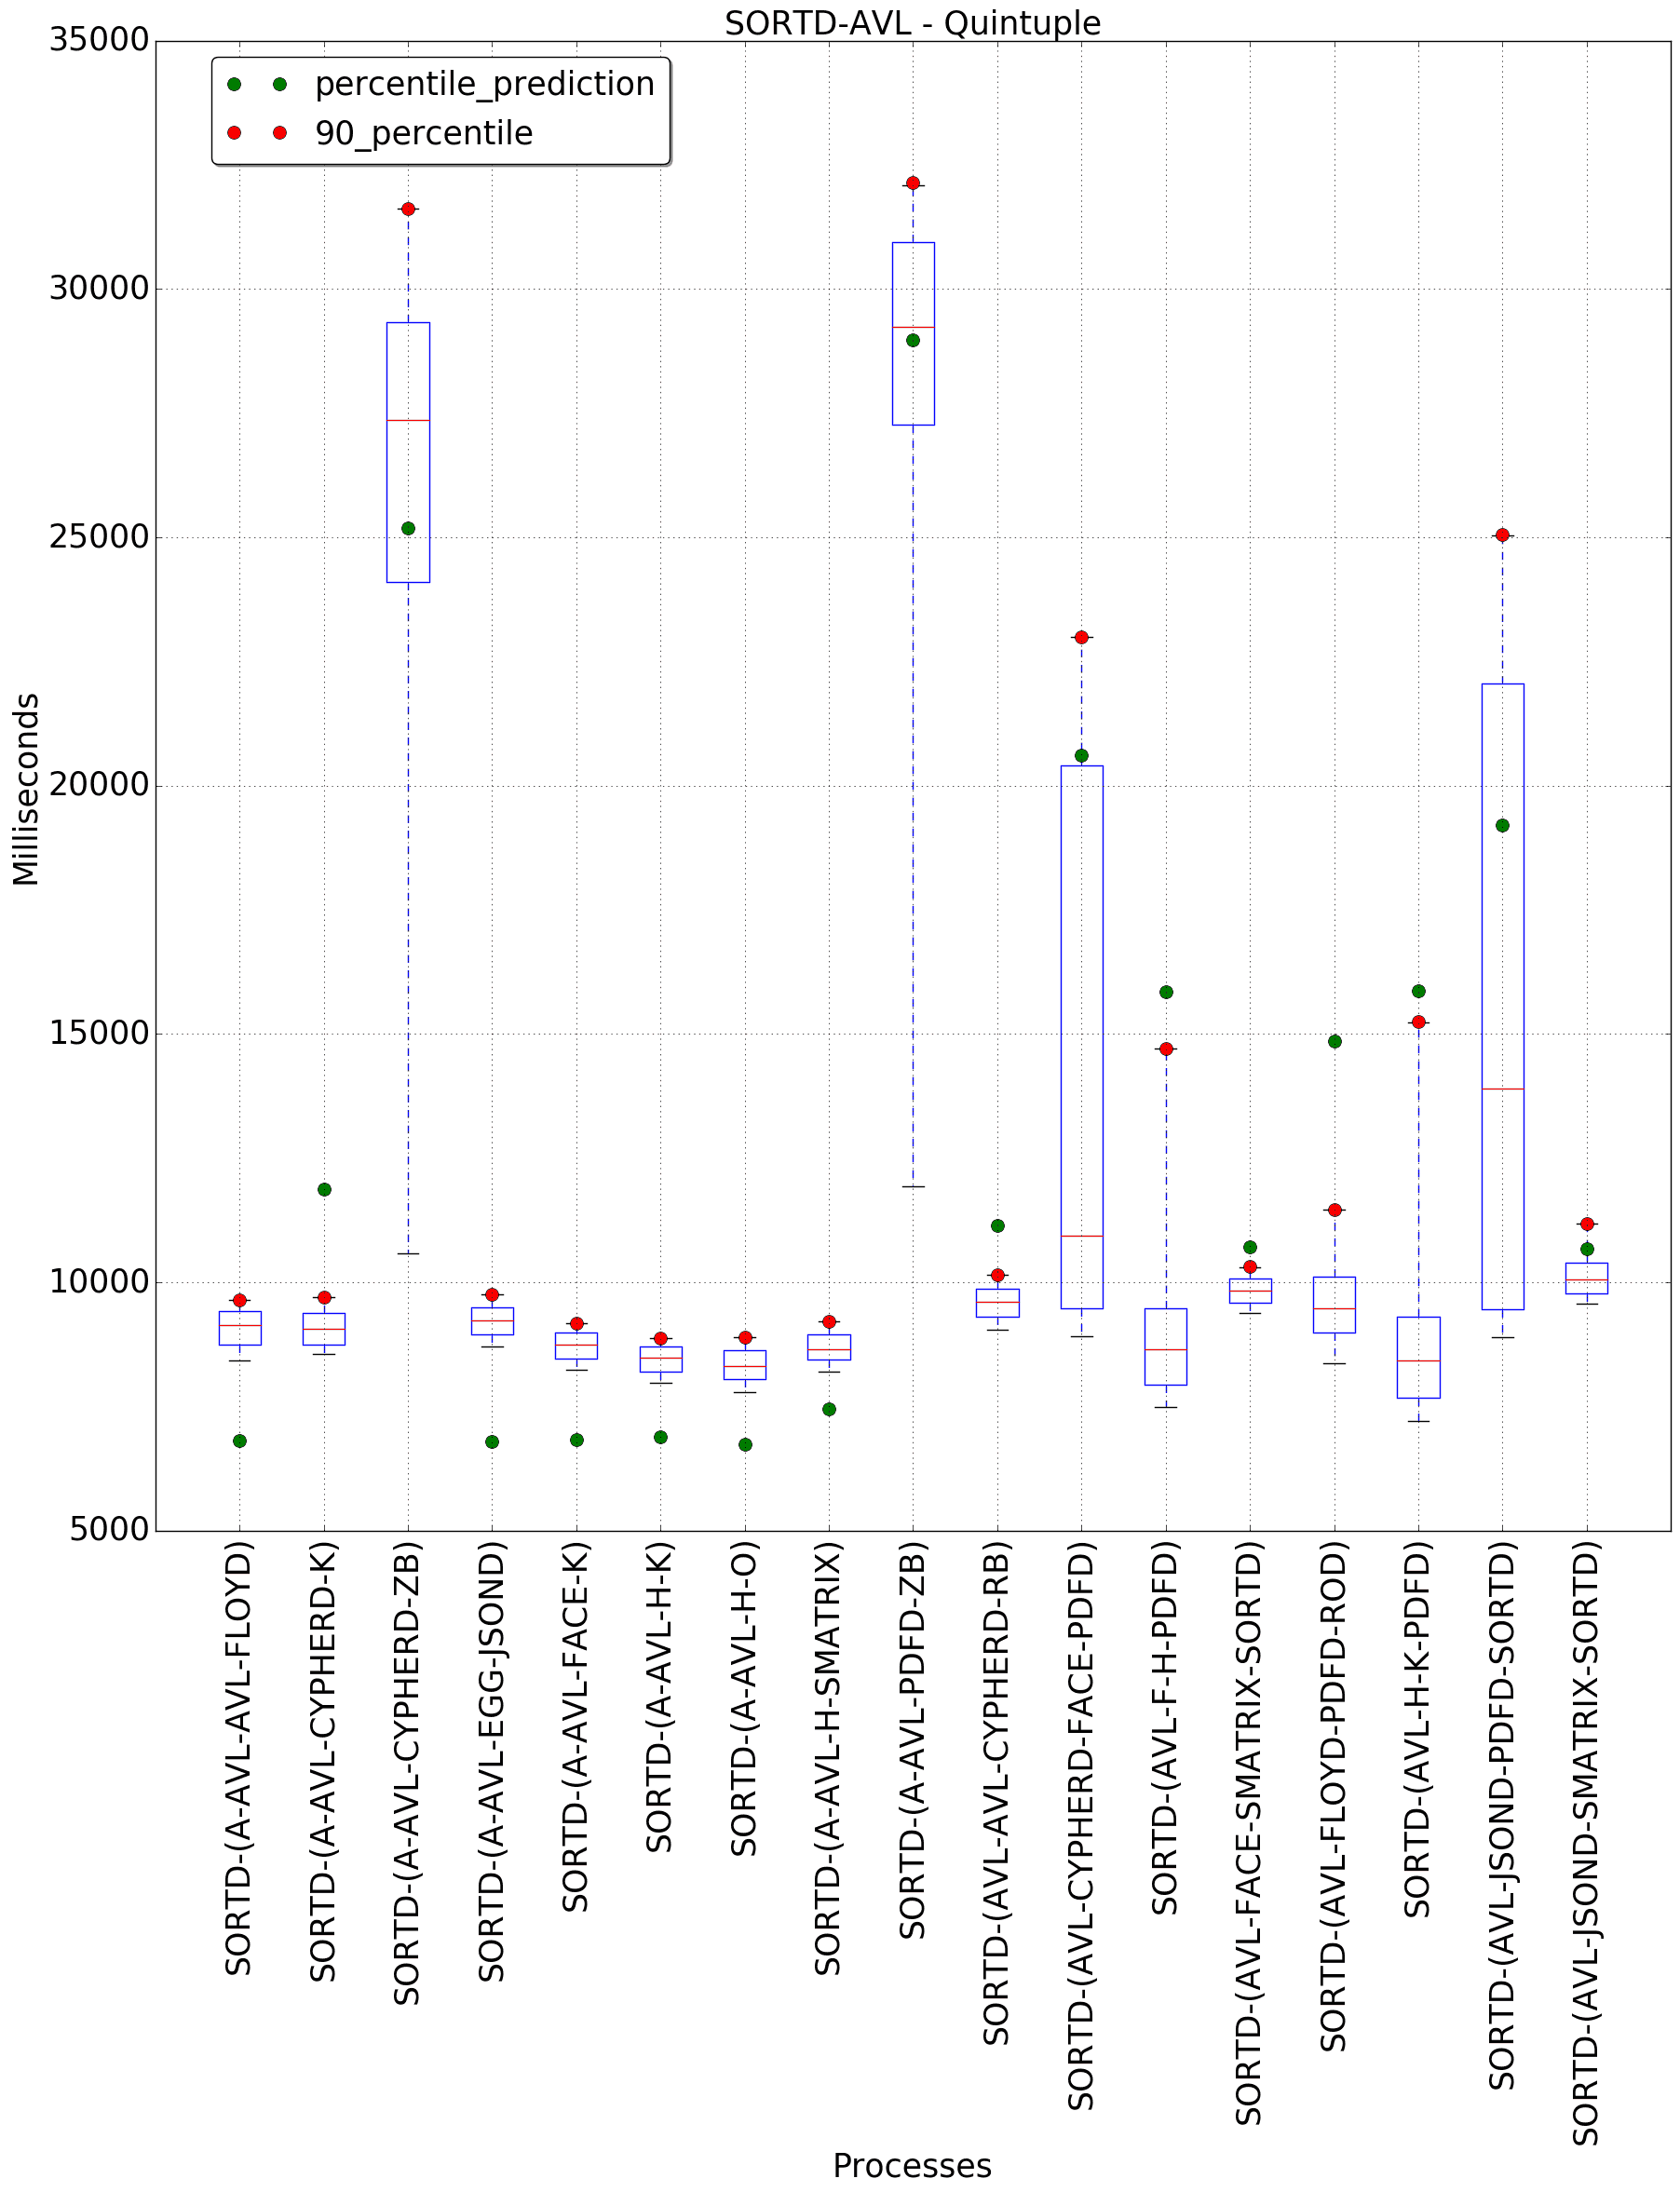 SORTD-AVL - Quintuple
35000
30000
25000
20000
15000
10000
5000
percentile_prediction
90_percentile
Milliseconds
SORTD-(A-AVL-AVL-FLOYD)
SORTD-(A-AVL-CYPHERD-K)
SORTD-(A-AVL-CYPHERD-ZB)
SORTD-(A-AVL-EGG-JSOND)
SORTD-(A-AVL-FACE-K)
SORTD-(A-AVL-H-K)
SORTD-(A-AVL-H-O)
SORTD-(A-AVL-H-SMATRIX)
SORTD-(A-AVL-PDFD-ZB)
SORTD-(AVL-AVL-CYPHERD-RB)
SORTD-(AVL-CYPHERD-FACE-PDFD)
SORTD-(AVL-F-H-PDFD)
SORTD-(AVL-FACE-SMATRIX-SORTD)
SORTD-(AVL-FLOYD-PDFD-ROD)
SORTD-(AVL-H-K-PDFD)
SORTD-(AVL-JSOND-PDFD-SORTD)
SORTD-(AVL-JSOND-SMATRIX-SORTD)
Processes